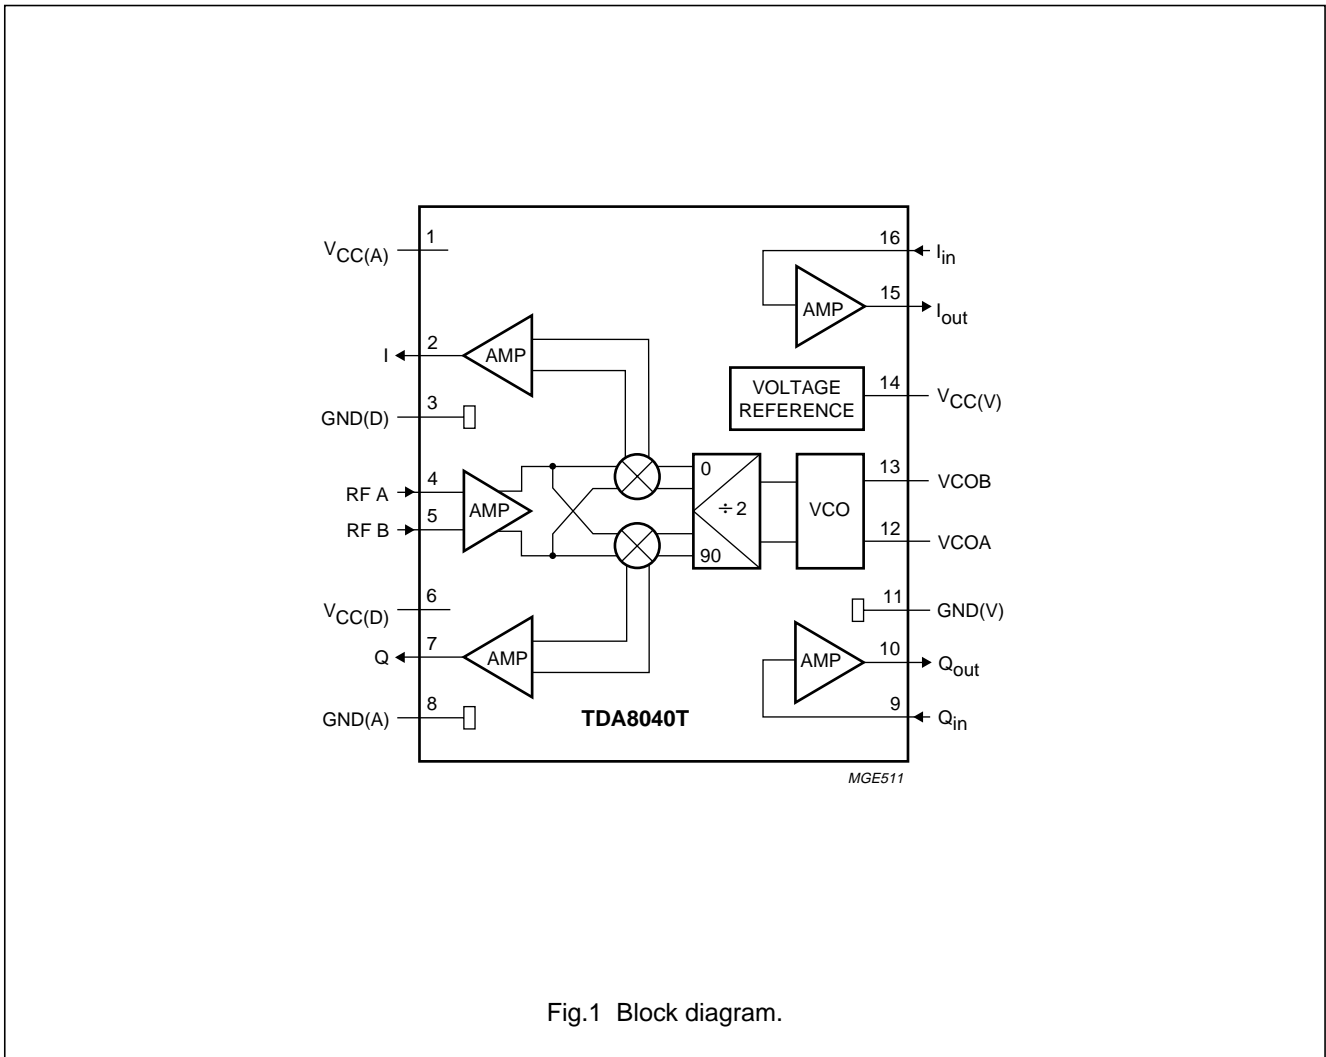 VCC(A) 1
I 2
GND(D) 3
RF A 4
RF B 5
VCC(D) 6
Q 7
GND(A) 8
AMP
AMP
AMP
0
÷2
90
VCO
VOLTAGE
REFERENCE
AMP
AMP
16 Iin
15 Iout
14 VCC(V)
13 VCOB
12 VCOA
11 GND(V)
10 Qout
9 Qin
TDA8040T
MGE511
Fig.1 Block diagram.